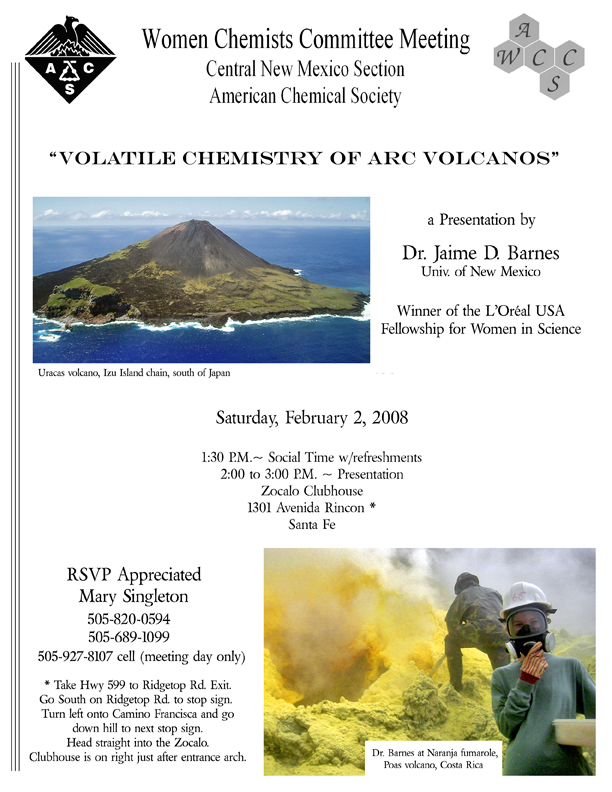 A C S
Women Chemists Committee Meeting
Central New Mexico Section
American Chemical Society
A
W C C
S
“VOLATILE CHEMISTRY OF ARC VOLCANOS”
a Presentation by
Dr. Jaime D. Barnes
Univ. of New Mexico
Winner of the L’Oréal USA
Fellowship for Women in Science
Uracas volcano, Izu Island chain, south of Japan
Saturday, February 2, 2008
1:30 P.M.~ Social Time w/refreshments
2:00 to 3:00 P.M. ~ Presentation
Zocalo Clubhouse
1301 Avenida Rincon *
Santa Fe
RSVP Appreciated
Mary Singleton
505-820-0594
505-689-1099
505-927-8107 cell (meeting day only)
* Take Hwy 599 to Ridgetop Rd. Exit.
Go South on Ridgetop Rd. to stop sign.
Turn left onto Camino Francisca and go
down hill to next stop sign.
Head straight into the Zocalo.
Clubhouse is on right just after entrance arch.
Dr. Barnes at Naranja fumarole,
Poas volcano, Costa Rica